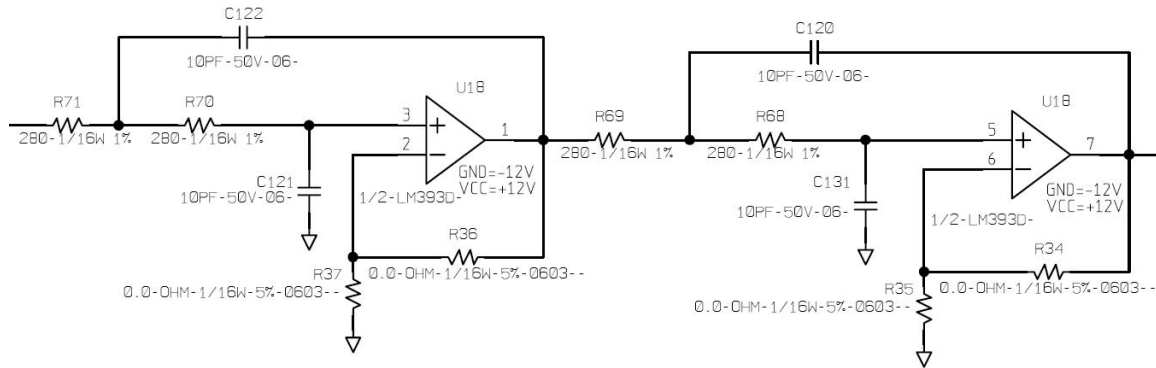 C122
10PF-50V-06-
R71
280-1/16W 1%
R70
280-1/16W 1%
U18
3
2
1
GND=-12V
VCC=+12V
1/2-LM393D-
C121
10PF-50V-06-
R36
0.0-OHM-1/16W-5%-0603--
R37
0.0-OHM-1/16W-5%-0603--
C120
10PF-50V-06-
R69
280-1/16W 1%
R68
280-1/16W 1%
U18
5
6
7
GND=-12V
VCC=+12V
1/2-LM393D-
C131
10PF-50V-06-
R34
0.0-OHM-1/16W-5%-0603--
R35
0.0-OHM-1/16W-5%-0603--